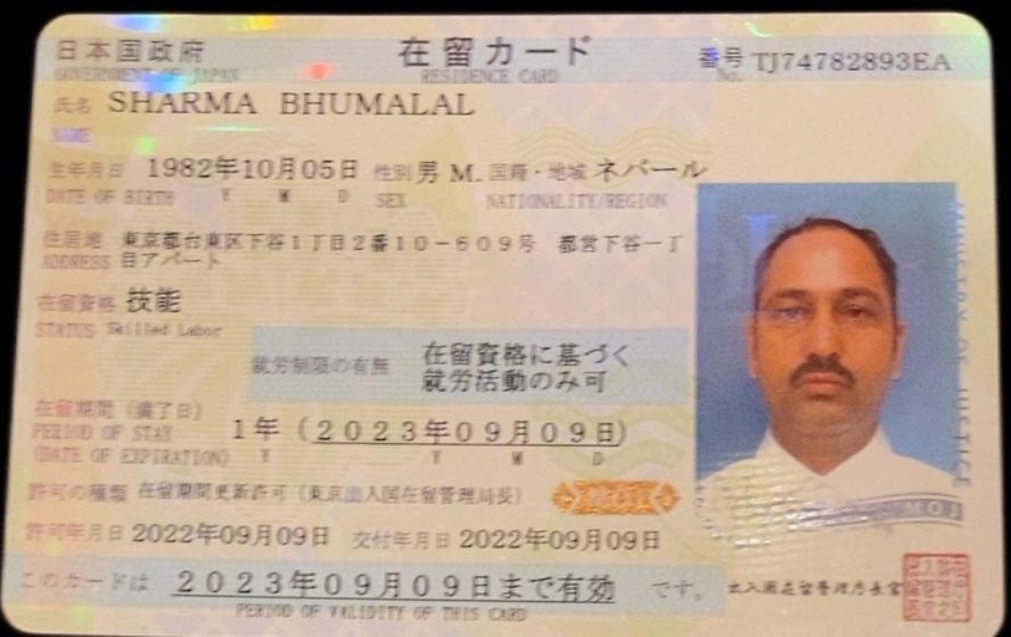 日本国政府 在留カード 番号 TJ74782893EA
GOVERNMENT OF JAPAN RESIDENCE CARD No.
氏名 SHARMA BHUMALAL
NAME
生年月日 1982年10月05日 性別 男 M. 国籍・地域 ネパール
DATE OF BIRTH Y M D SEX NATIONALITY/REGION
住居地 東京都台東区下谷1丁目2番10-609号 都営下谷一丁
ADDRESS 目アパート
在留資格 技能
STATUS Skilled Labor
就労制限の有無 在留資格に基づく
就労活動のみ可
在留期間(満了日)
PERIOD OF STAY 1年(2023年09月09日)
(DATE OF EXPIRATION) Y Y M D
許可の種類 在留期間更新許可(東京出入国在留管理局長)
許可年月日 2022年09月09日 交付年月日 2022年09月09日
このカードは 2023年09月09日まで有効 です。
PERIOD OF VALIDITY OF THIS CARD
出入国在留管理庁長官
MINISTRY OF JUSTICE
MOJ